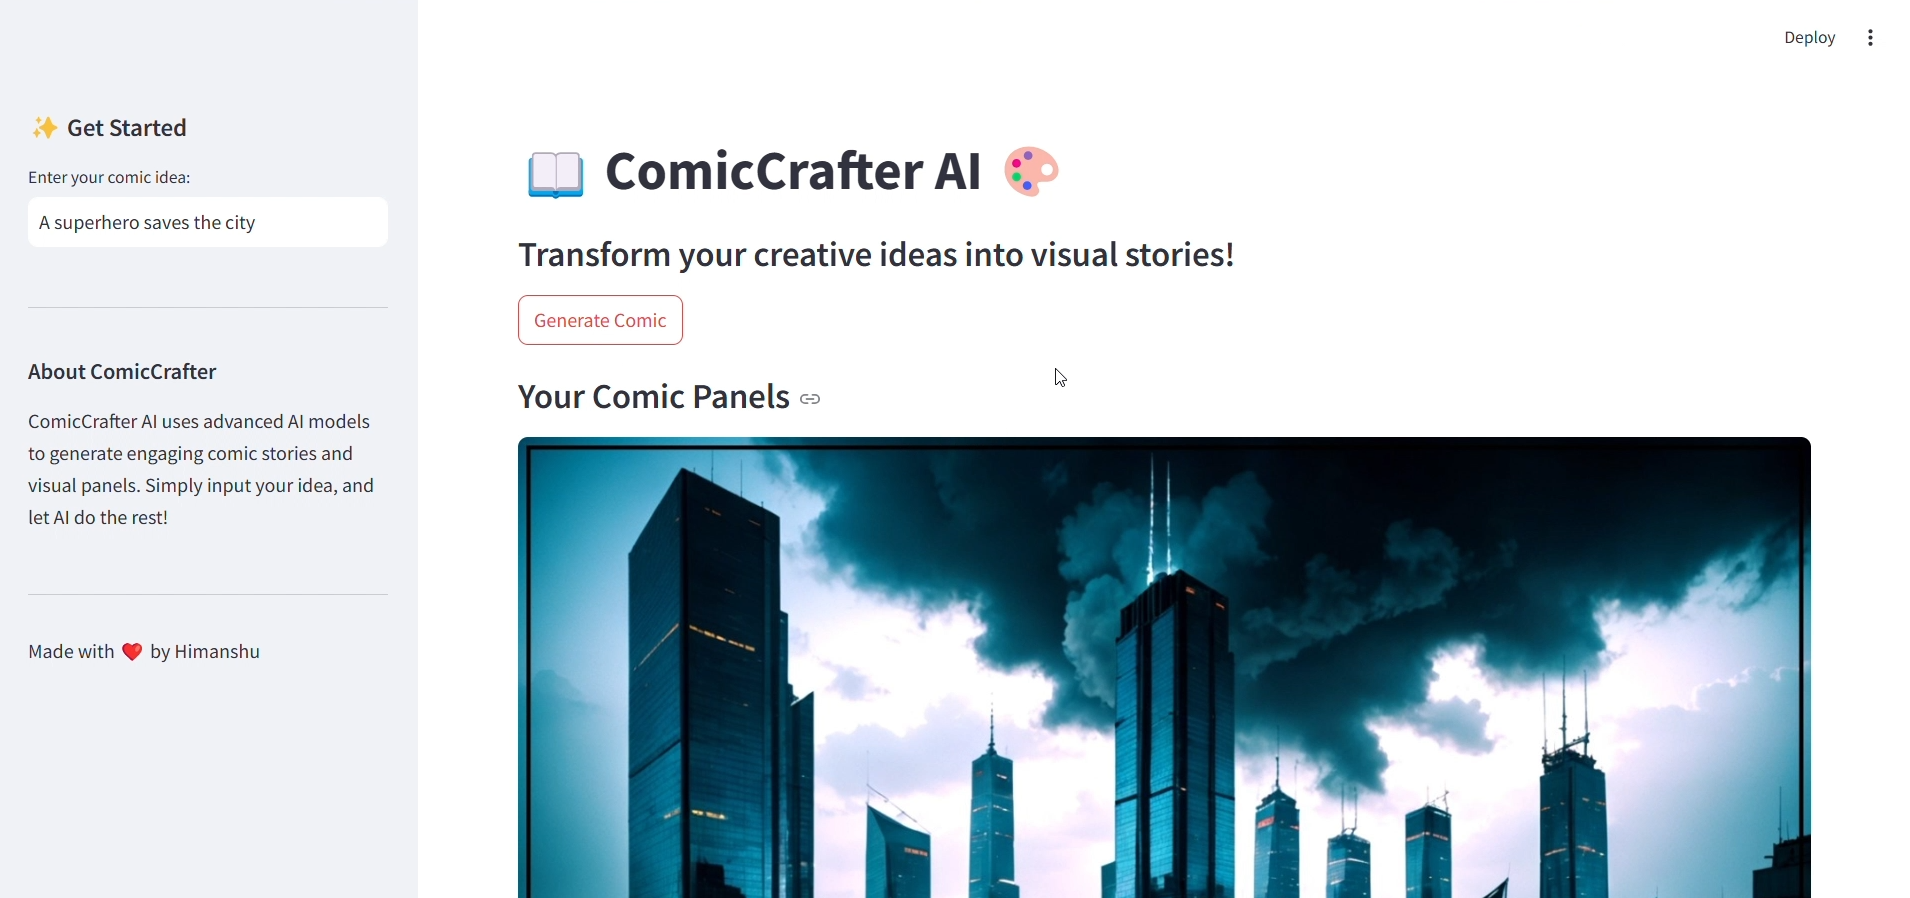 Deploy
✨ Get Started
Enter your comic idea:
A superhero saves the city
About ComicCrafter
ComicCrafter AI uses advanced AI models
to generate engaging comic stories and
visual panels. Simply input your idea, and
let AI do the rest!
Made with ❤️ by Himanshu
📖 ComicCrafter AI 🎨
Transform your creative ideas into visual stories!
Generate Comic
Your Comic Panels